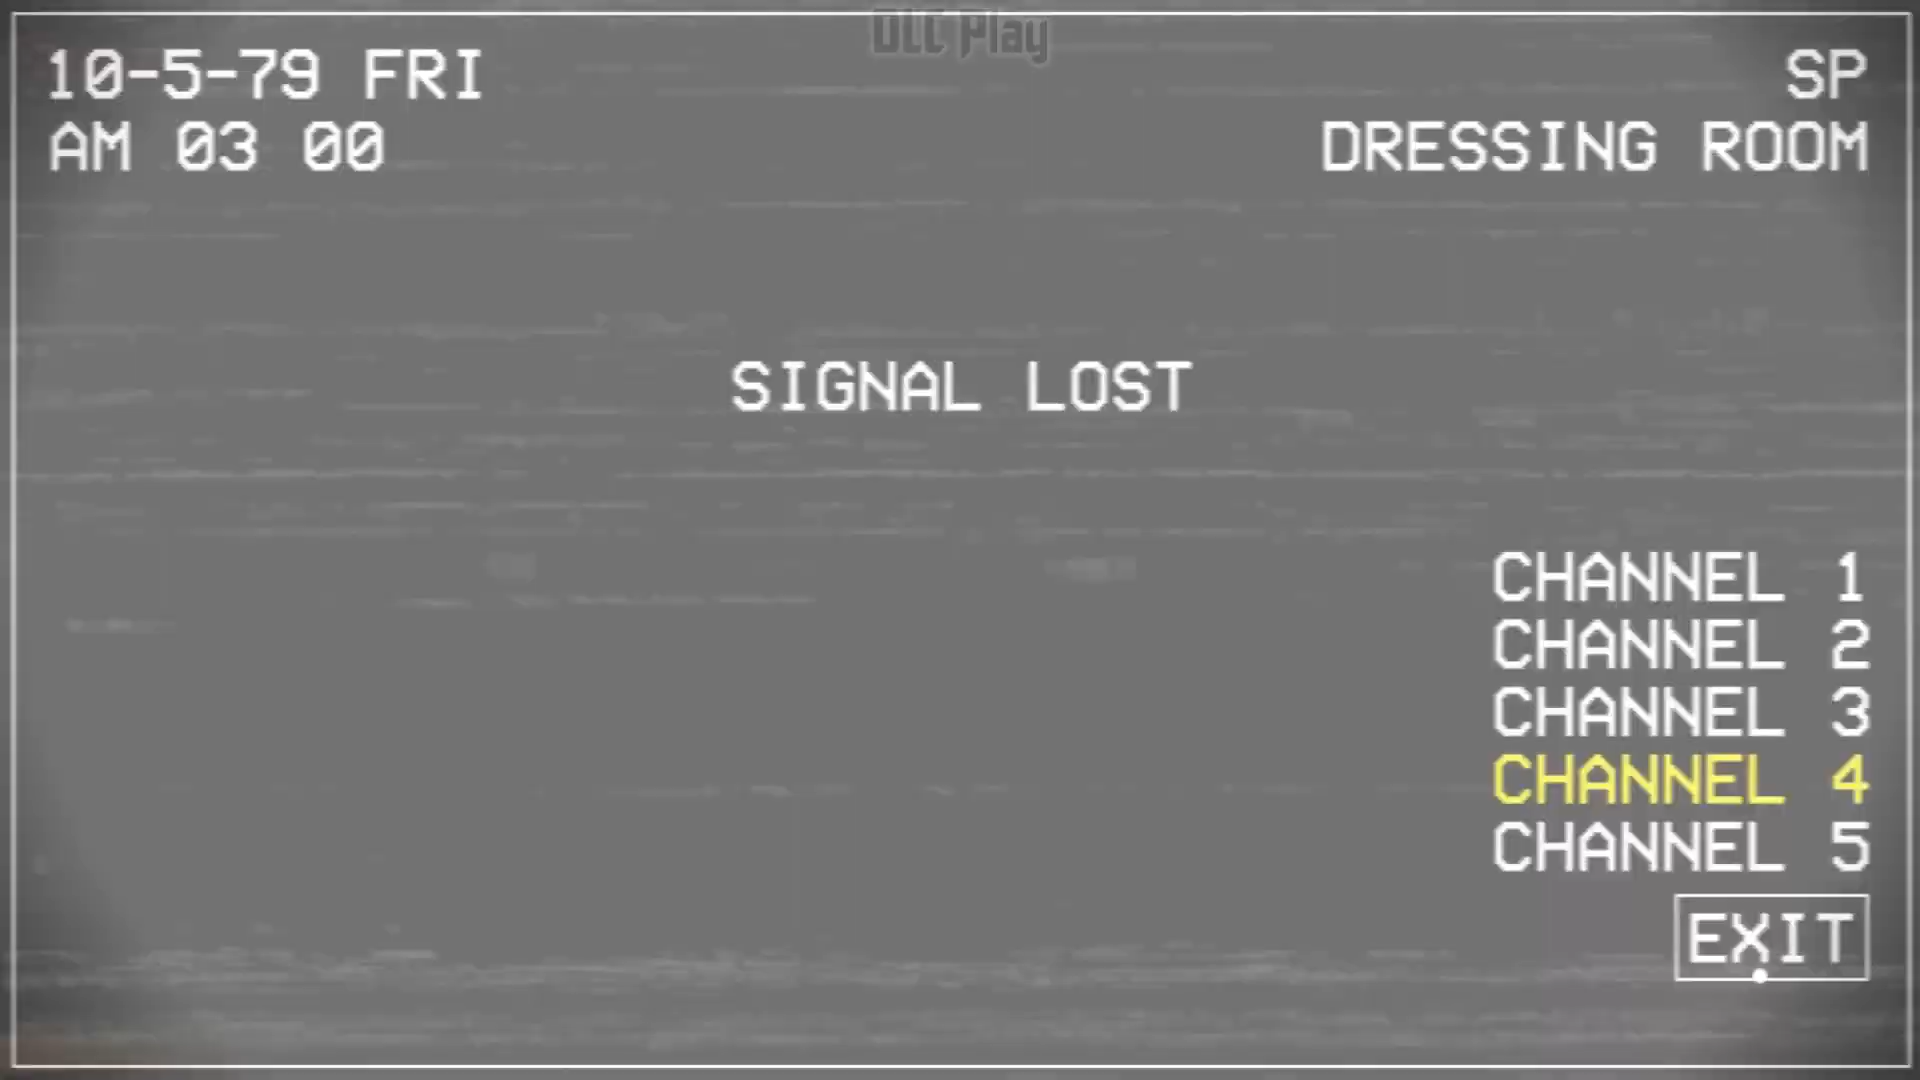 DLC Play
10-5-79 FRI
AM 03 00
SP
DRESSING ROOM
SIGNAL LOST
CHANNEL 1
CHANNEL 2
CHANNEL 3
CHANNEL 4
CHANNEL 5
EXIT